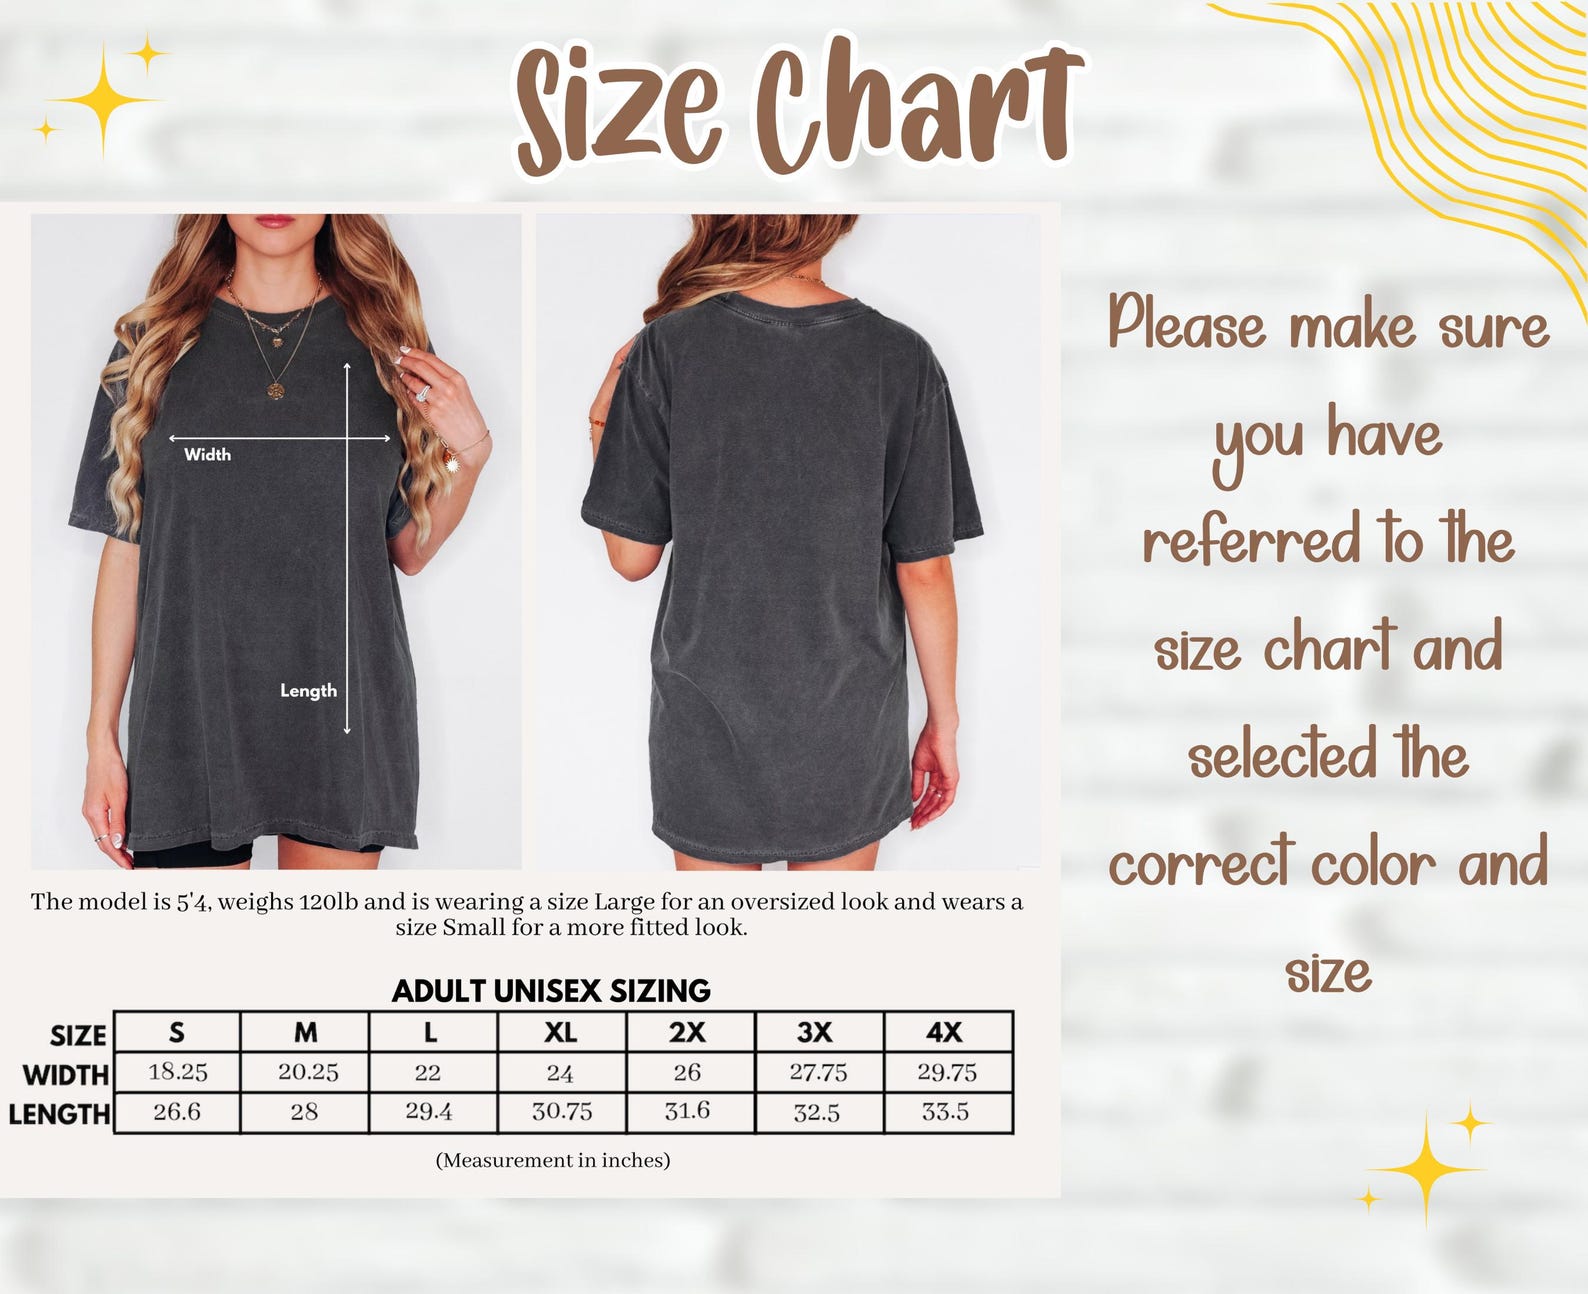 Size Chart
Width
Length
The model is 5'4, weighs 120lb and is wearing a size Large for an oversized look and wears a
size Small for a more fitted look.
ADULT UNISEX SIZING
SIZE S M L XL 2X 3X 4X
WIDTH 18.25 20.25 22 24 26 27.75 29.75
LENGTH 26.6 28 29.4 30.75 31.6 32.5 33.5
(Measurement in inches)
Please make sure
you have
referred to the
size chart and
selected the
correct color and
size